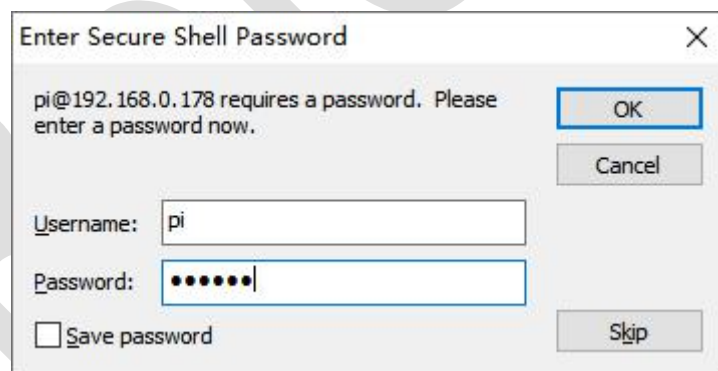 Enter Secure Shell Password
pi@192.168.0.178 requires a password. Please
enter a password now.
OK
Cancel
Username: pi
Password: ●●●●●●
Save password
Skip